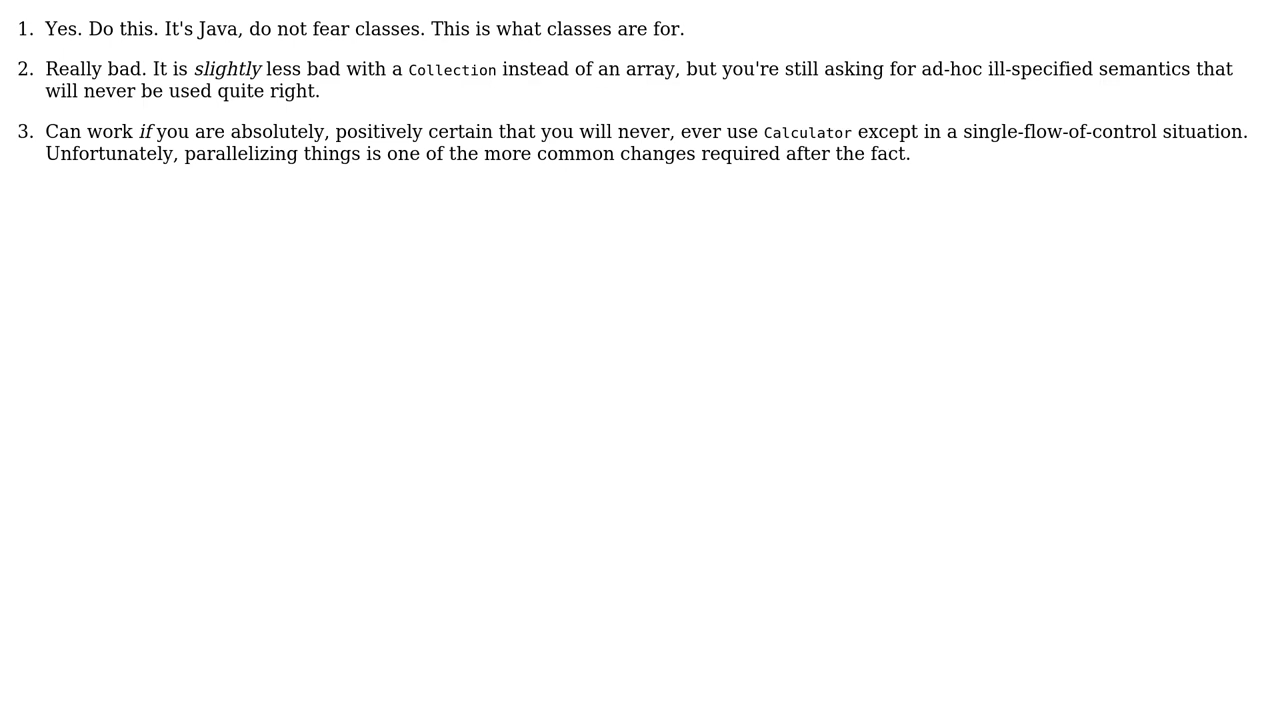 1. Yes. Do this. It's Java, do not fear classes. This is what classes are for.
2. Really bad. It is slightly less bad with a Collection instead of an array, but you're still asking for ad-hoc ill-specified semantics that
will never be used quite right.
3. Can work if you are absolutely, positively certain that you will never, ever use Calculator except in a single-flow-of-control situation.
Unfortunately, parallelizing things is one of the more common changes required after the fact.